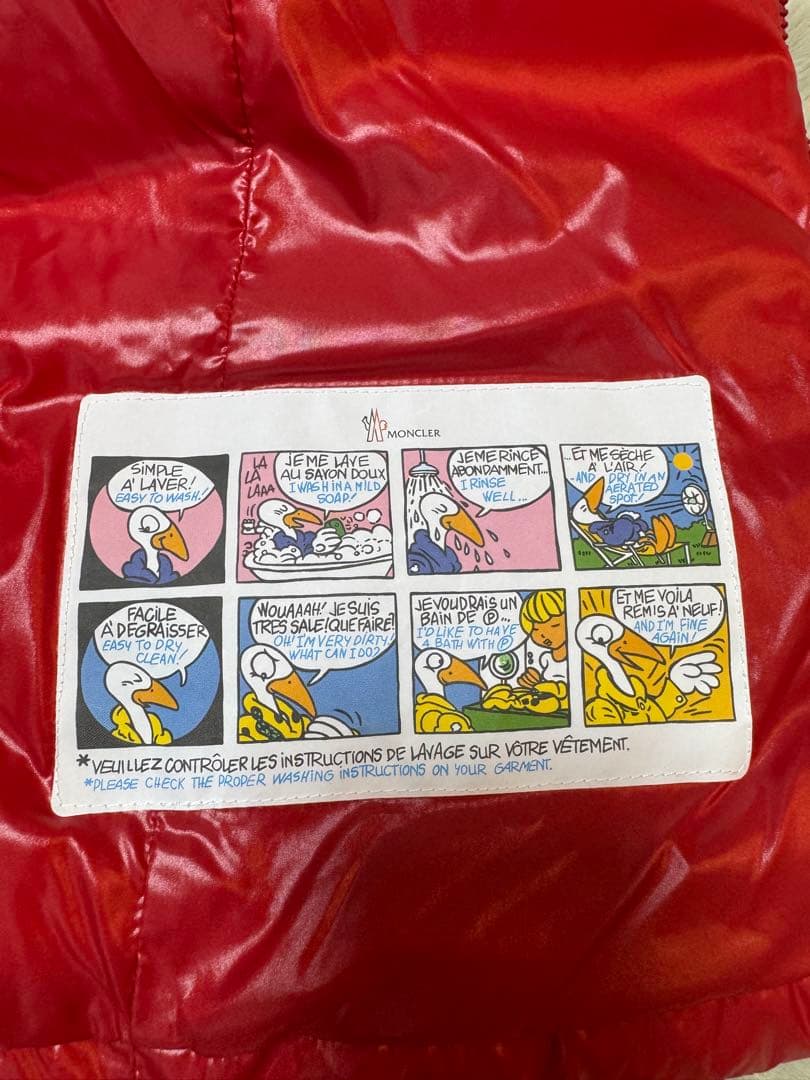 MONCLER
SIMPLE
A' LAVER!
EASY TO WASH!
LA
LA
LAAA
JE ME LAVE
AU SAVON DOUX
I WASH IN A MILD
SOAP!
JE ME RINCE
ABONDAMMENT...
I RINSE
WELL...
...ET ME SECHE
A' L'AIR!
-AND I DRY IN AN
AERATED
SPOT!
FACILE
A' DEGRAISSER
EASY TO DRY
CLEAN!
WOUAAAH! JE SUIS
TRES SALE! QUE FAIRE?
OH! I'M VERY DIRTY!
WHAT CAN I DO?
JE VOUDRAIS UN
BAIN DE Ⓟ...
I'D LIKE TO HAVE
A BATH WITH Ⓟ
ET ME VOILA
REMIS A' NEUF!
AND I'M FINE
AGAIN!
*VEUILLEZ CONTRÔLER LES INSTRUCTIONS DE LAVAGE SUR VÔTRE VÊTEMENT.
*PLEASE CHECK THE PROPER WASHING INSTRUCTIONS ON YOUR GARMENT.